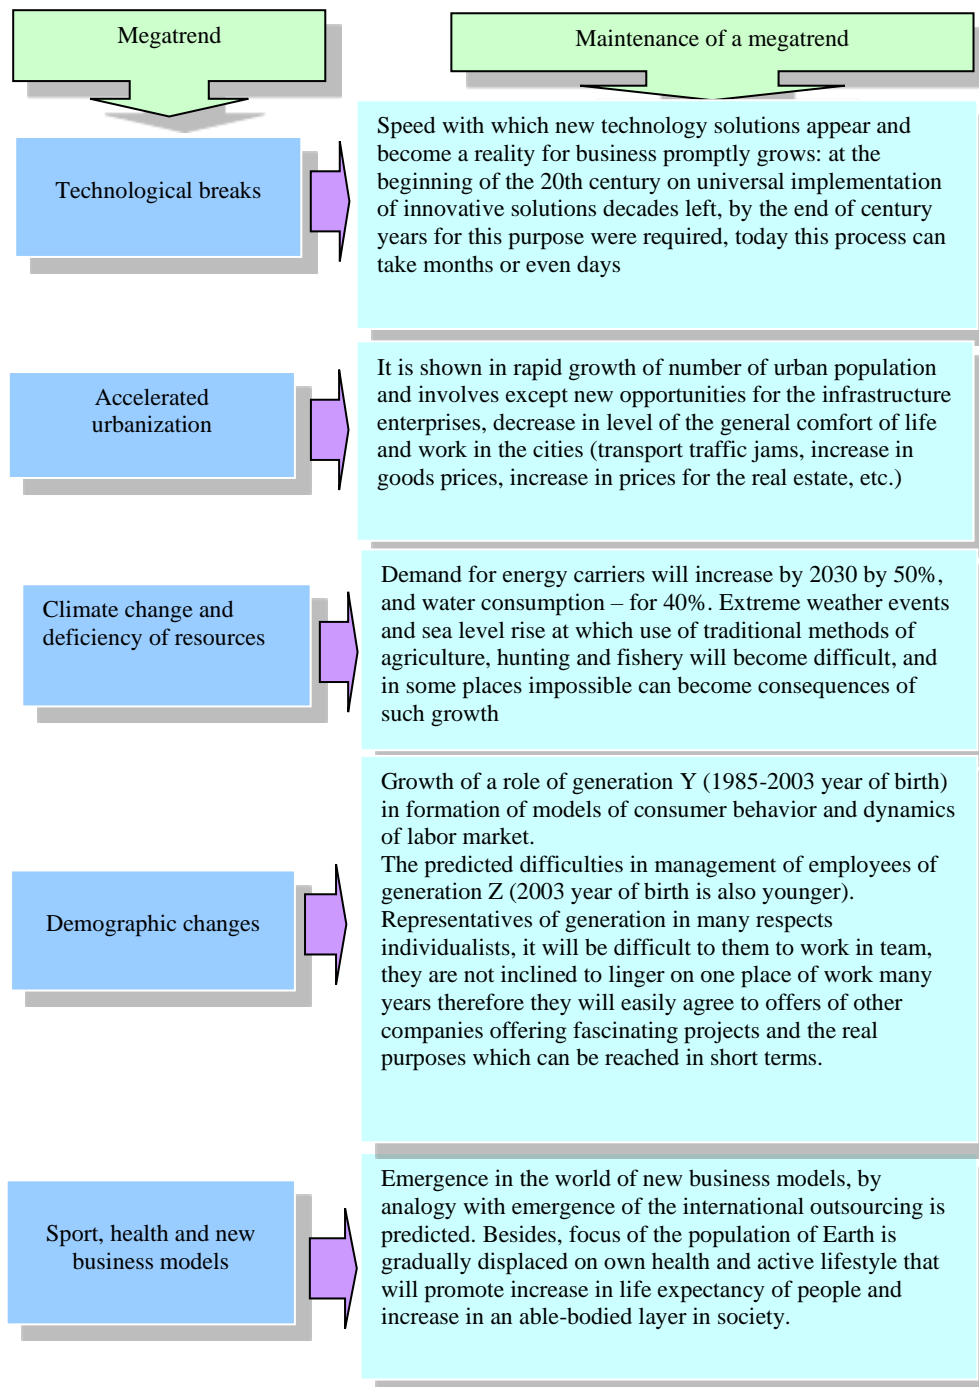 Megatrend
Maintenance of a megatrend
Technological breaks
Speed with which new technology solutions appear and
become a reality for business promptly grows: at the
beginning of the 20th century on universal implementation
of innovative solutions decades left, by the end of century
years for this purpose were required, today this process can
take months or even days
Accelerated
urbanization
It is shown in rapid growth of number of urban population
and involves except new opportunities for the infrastructure
enterprises, decrease in level of the general comfort of life
and work in the cities (transport traffic jams, increase in
goods prices, increase in prices for the real estate, etc.)
Climate change and
deficiency of resources
Demand for energy carriers will increase by 2030 by 50%,
and water consumption – for 40%. Extreme weather events
and sea level rise at which use of traditional methods of
agriculture, hunting and fishery will become difficult, and
in some places impossible can become consequences of
such growth
Demographic changes
Growth of a role of generation Y (1985-2003 year of birth)
in formation of models of consumer behavior and dynamics
of labor market.
The predicted difficulties in management of employees of
generation Z (2003 year of birth is also younger).
Representatives of generation in many respects
individualists, it will be difficult to them to work in team,
they are not inclined to linger on one place of work many
years therefore they will easily agree to offers of other
companies offering fascinating projects and the real
purposes which can be reached in short terms.
Sport, health and new
business models
Emergence in the world of new business models, by
analogy with emergence of the international outsourcing is
predicted. Besides, focus of the population of Earth is
gradually displaced on own health and active lifestyle that
will promote increase in life expectancy of people and
increase in an able-bodied layer in society.